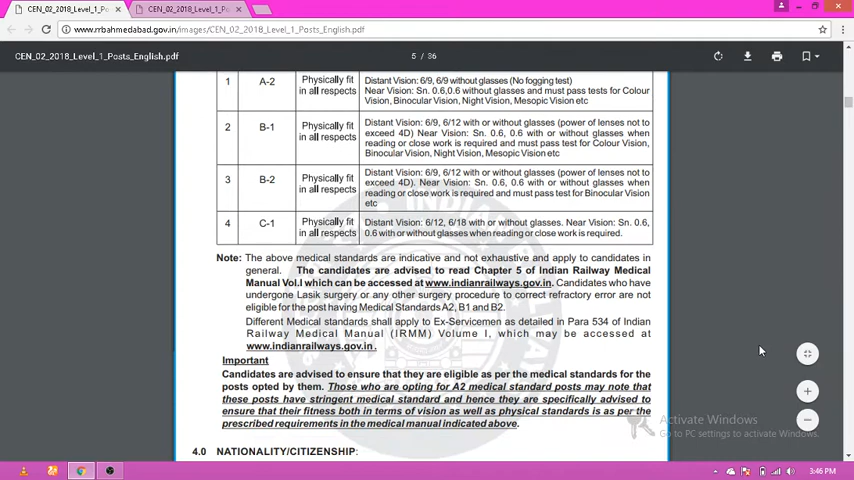 CEN_02_2018_Level_1_Posts_English.pdf
CEN_02_2018_Level_1_Posts_English.pdf
www.rrbahmedabad.gov.in/images/CEN_02_2018_Level_1_Posts_English.pdf
CEN_02_2018_Level_1_Posts_English.pdf 5 / 36
1 A-2 Physically fit in all respects Distant Vision: 6/9, 6/9 without glasses (No fogging test)
Near Vision: Sn. 0.6,0.6 without glasses and must pass tests for Colour
Vision, Binocular Vision, Night Vision, Mesopic Vision etc
2 B-1 Physically fit in all respects Distant Vision: 6/9, 6/12 with or without glasses (power of lenses not to
exceed 4D) Near Vision: Sn. 0.6, 0.6 with or without glasses when
reading or close work is required and must pass test for Colour Vision,
Binocular Vision, Night Vision, Mesopic Vision etc
3 B-2 Physically fit in all respects Distant Vision: 6/9, 6/12 with or without glasses (power of lenses not to
exceed 4D). Near Vision: Sn. 0.6, 0.6 with or without glasses when
reading or close work is required and must pass test for Binocular Vision
etc
4 C-1 Physically fit in all respects Distant Vision: 6/12, 6/18 with or without glasses. Near Vision: Sn. 0.6,
0.6 with or without glasses when reading or close work is required.
Note: The above medical standards are indicative and not exhaustive and apply to candidates in
general. The candidates are advised to read Chapter 5 of Indian Railway Medical
Manual Vol.I which can be accessed at www.indianrailways.gov.in. Candidates who have
undergone Lasik surgery or any other surgery procedure to correct refractory error are not
eligible for the post having Medical Standards A2, B1 and B2.
Different Medical standards shall apply to Ex-Servicemen as detailed in Para 534 of Indian
Railway Medical Manual (IRMM) Volume I, which may be accessed at
www.indianrailways.gov.in.
Important
Candidates are advised to ensure that they are eligible as per the medical standards for the
posts opted by them. Those who are opting for A2 medical standard posts may note that
these posts have stringent medical standard and hence they are specifically advised to
ensure that their fitness both in terms of vision as well as physical standards is as per the
prescribed requirements in the medical manual indicated above.
Activate Windows
Go to PC settings to activate Windows.
4.0 NATIONALITY/CITIZENSHIP:
3:46 PM